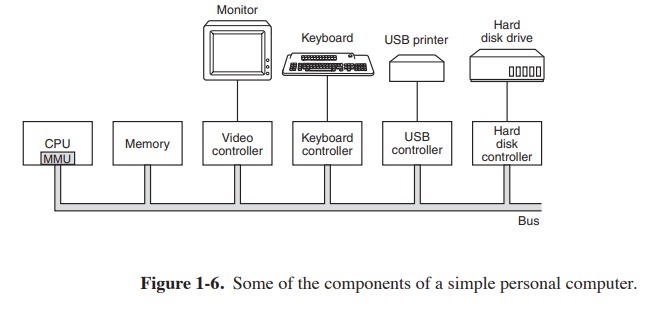 Monitor
Keyboard
USB printer
Hard
disk drive
CPU
MMU
Memory
Video
controller
Keyboard
controller
USB
controller
Hard
disk
controller
Bus
Figure 1-6. Some of the components of a simple personal computer.